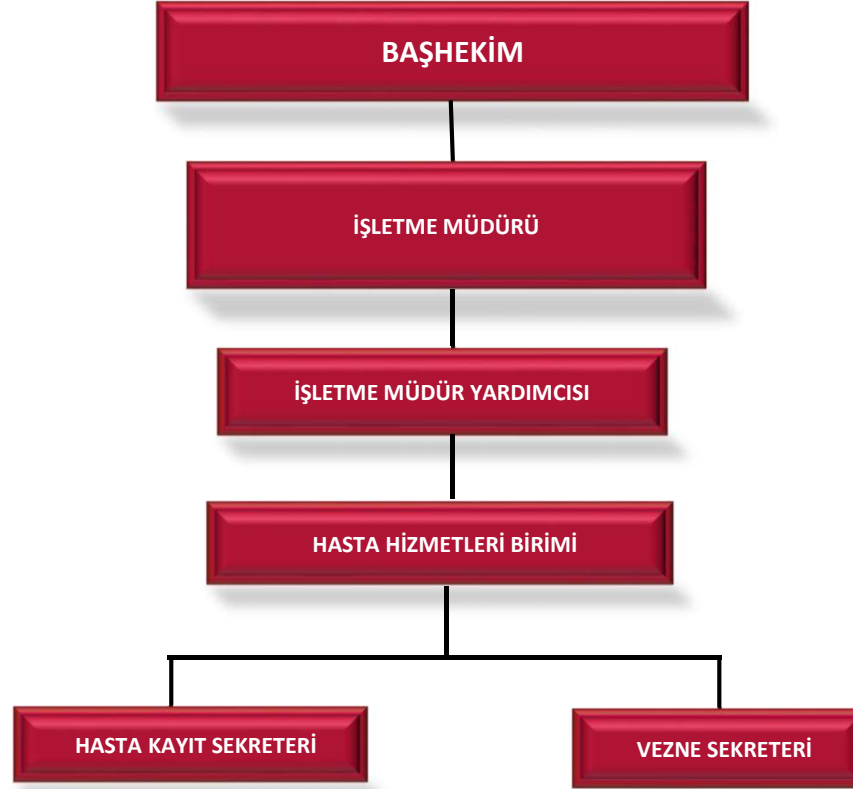 BAŞHEKİM
İŞLETME MÜDÜRÜ
İŞLETME MÜDÜR YARDIMCISI
HASTA HİZMETLERİ BİRİMİ
HASTA KAYIT SEKRETERİ
VEZNE SEKRETERİ